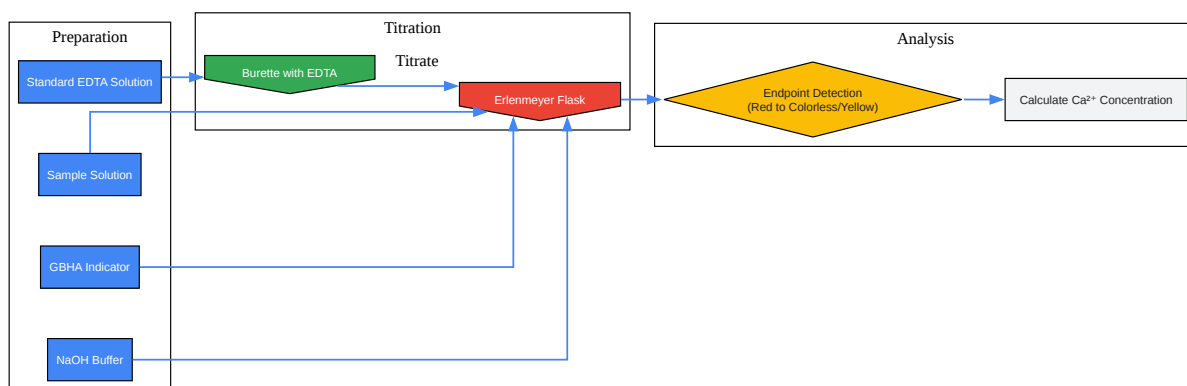 Preparation
Standard EDTA Solution
Sample Solution
GBHA Indicator
NaOH Buffer
Titration
Burette with EDTA
Titrate
Erlenmeyer Flask
Analysis
Endpoint Detection
(Red to Colorless/Yellow)
Calculate Ca²⁺ Concentration